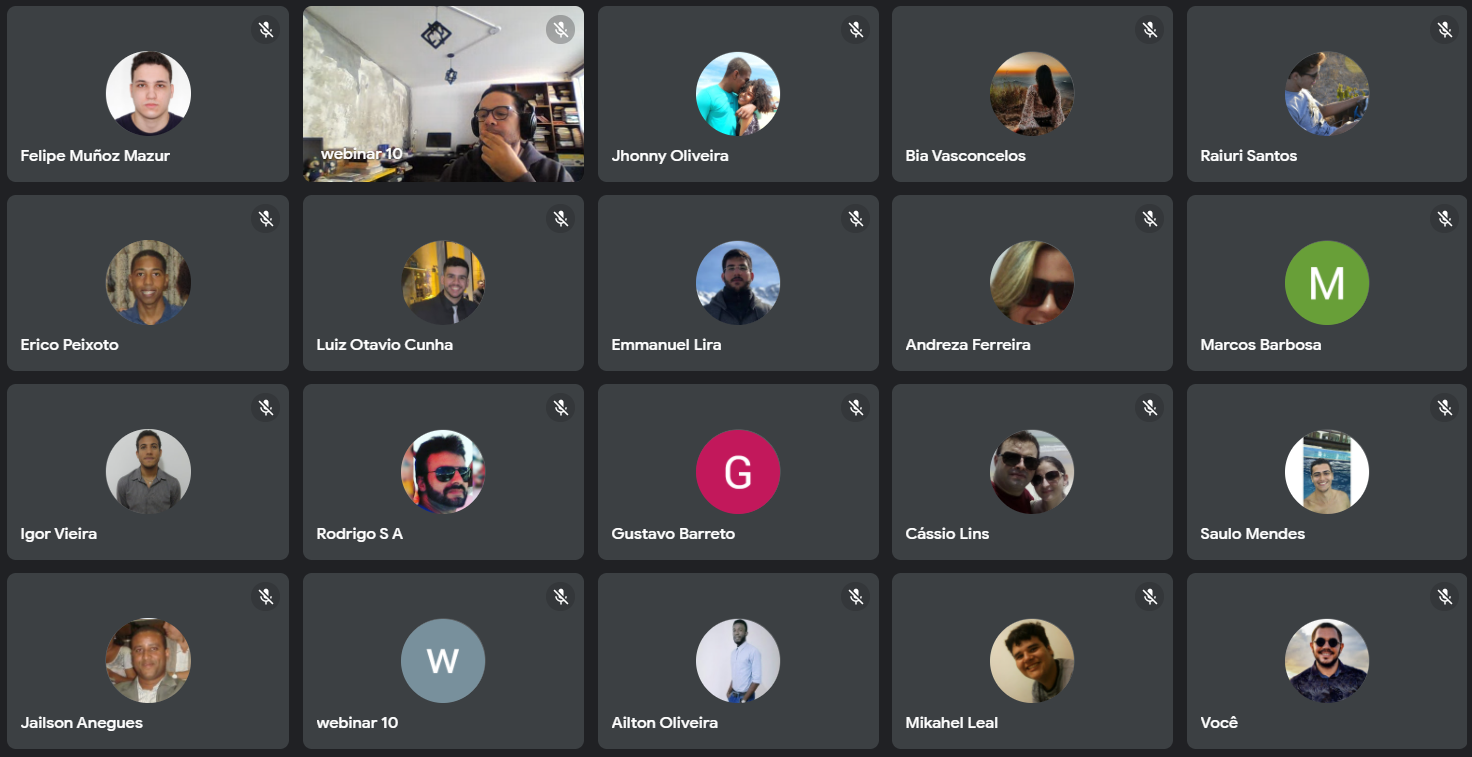 Felipe Muñoz Mazur
webinar 10
Jhonny Oliveira
Bia Vasconcelos
Raiuri Santos
Erico Peixoto
Luiz Otavio Cunha
Emmanuel Lira
Andreza Ferreira
M
Marcos Barbosa
Igor Vieira
Rodrigo S A
G
Gustavo Barreto
Cássio Lins
Saulo Mendes
Jailson Anegues
W
webinar 10
Ailton Oliveira
Mikahel Leal
Você